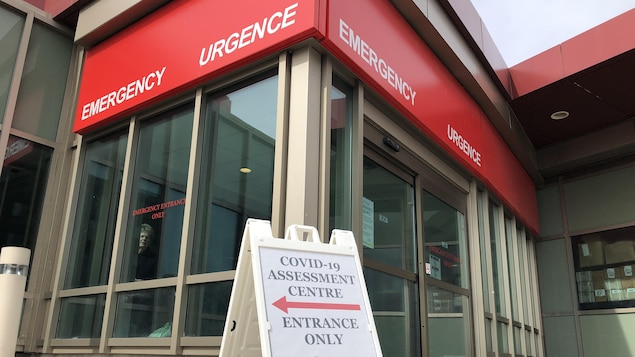 EMERGENCY URGENCE
EMERGENCY URGENCE
EMERGENCY ENTRANCE
ONLY
COVID-19
ASSESSMENT
CENTRE
ENTRANCE
ONLY